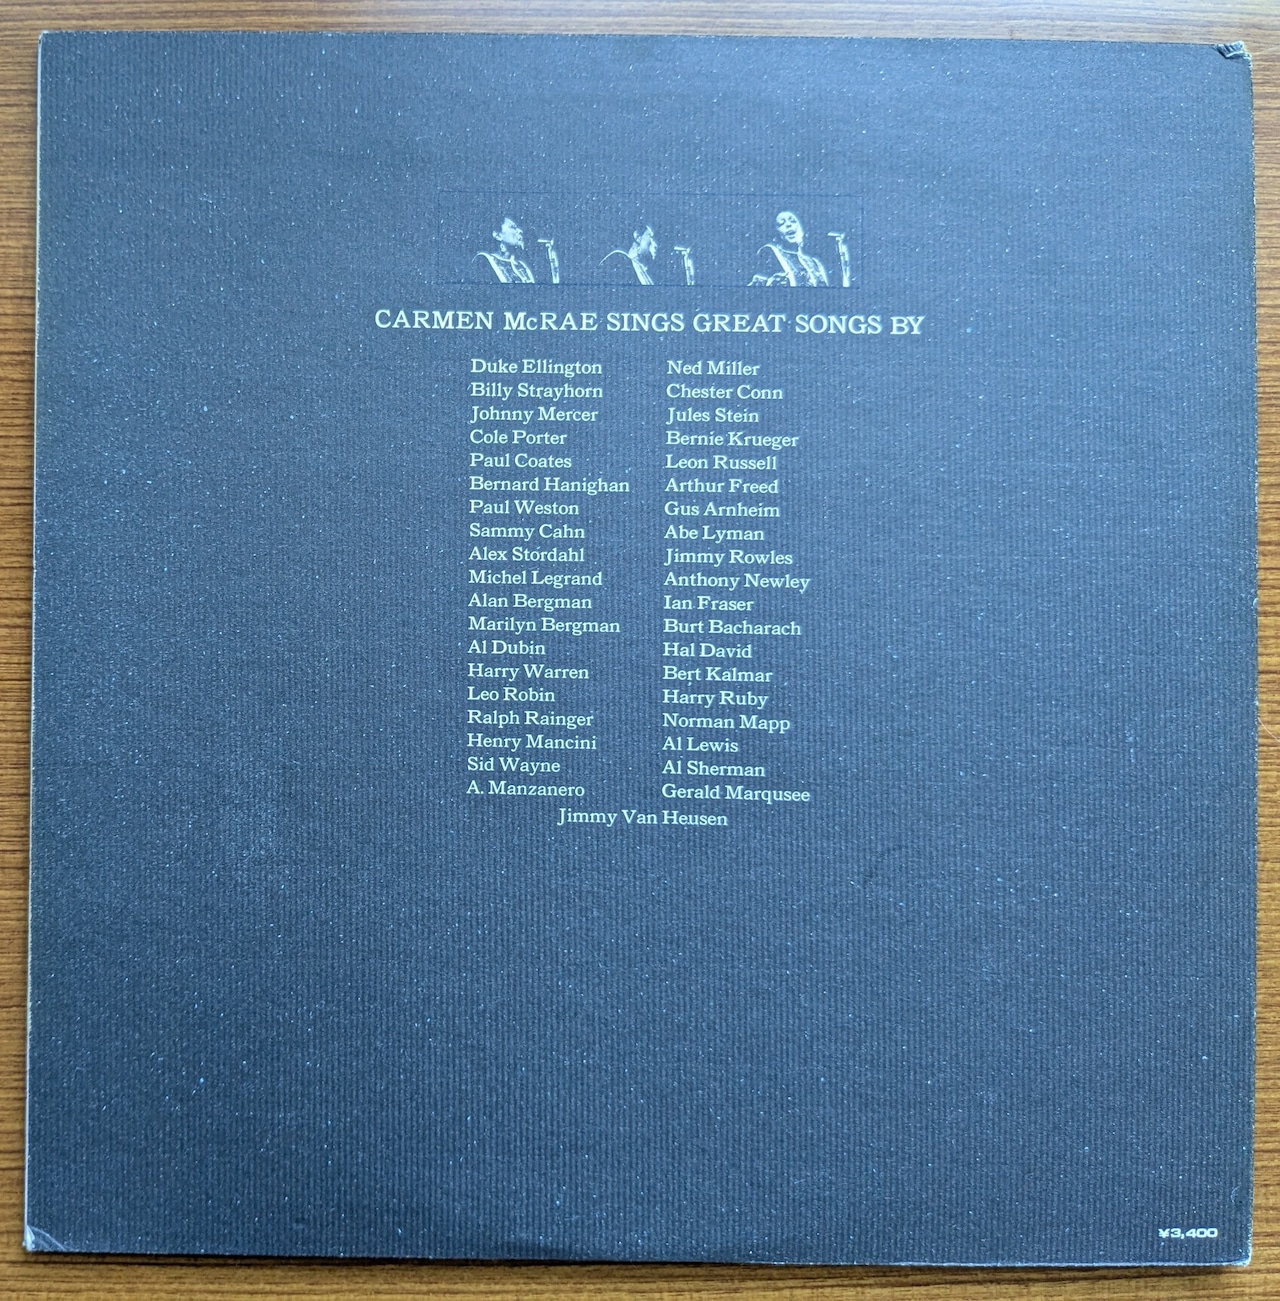 CARMEN McRAE SINGS GREAT SONGS BY
Duke Ellington
Billy Strayhorn
Johnny Mercer
Cole Porter
Paul Coates
Bernard Hanighan
Paul Weston
Sammy Cahn
Alex Stordahl
Michel Legrand
Alan Bergman
Marilyn Bergman
Al Dubin
Harry Warren
Leo Robin
Ralph Rainger
Henry Mancini
Sid Wayne
A. Manzanero
Ned Miller
Chester Conn
Jules Stein
Bernie Krueger
Leon Russell
Arthur Freed
Gus Arnheim
Abe Lyman
Jimmy Rowles
Anthony Newley
Ian Fraser
Burt Bacharach
Hal David
Bert Kalmar
Harry Ruby
Norman Mapp
Al Lewis
Al Sherman
Gerald Marqusee
Jimmy Van Heusen
¥3,400